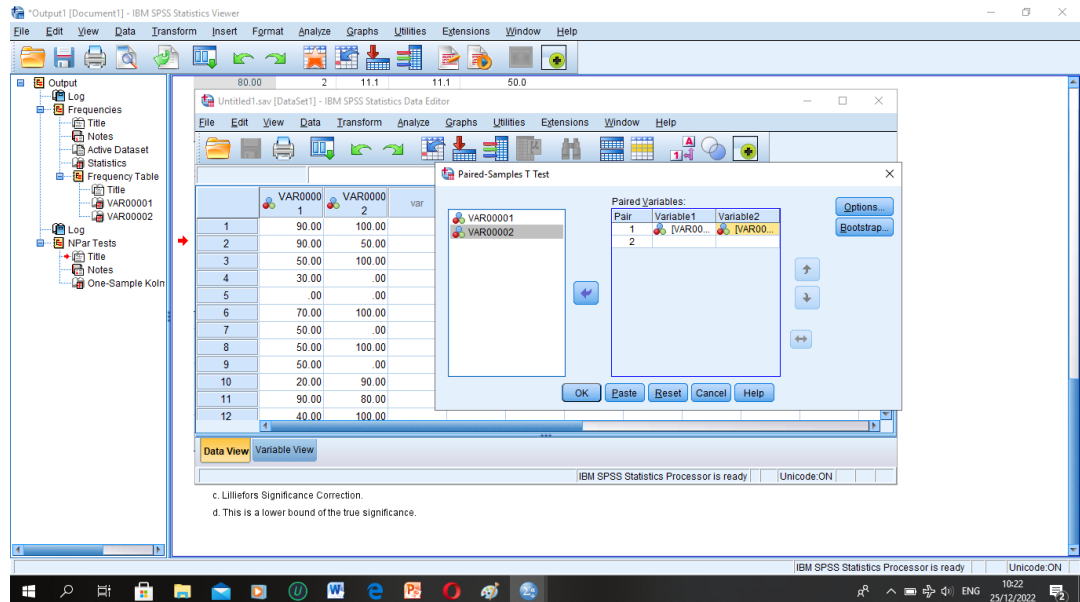 *Output1 [Document1] - IBM SPSS Statistics Viewer
File Edit View Data Transform Insert Format Analyze Graphs Utilities Extensions Window Help
Output
Log
Frequencies
Title
Notes
Active Dataset
Statistics
Frequency Table
Title
VAR00001
VAR00002
Log
NPar Tests
Title
Notes
One-Sample Kolm
80.00 2 11.1 11.1 50.0
Untitled1.sav [DataSet1] - IBM SPSS Statistics Data Editor
File Edit View Data Transform Analyze Graphs Utilities Extensions Window Help
VAR00001 VAR00002 var
1 90.00 100.00
2 90.00 50.00
3 50.00 100.00
4 30.00 .00
5 .00 .00
6 70.00 100.00
7 50.00 .00
8 50.00 100.00
9 50.00 .00
10 20.00 90.00
11 90.00 80.00
12 40.00 100.00
Data View Variable View
IBM SPSS Statistics Processor is ready Unicode:ON
Paired-Samples T Test
VAR00001
VAR00002
Paired Variables:
Pair Variable1 Variable2
1 [VAR00... [VAR00...
2
Options...
Bootstrap...
OK Paste Reset Cancel Help
c. Lilliefors Significance Correction.
d. This is a lower bound of the true significance.
IBM SPSS Statistics Processor is ready Unicode:ON
ENG
10:22
25/12/2022
2